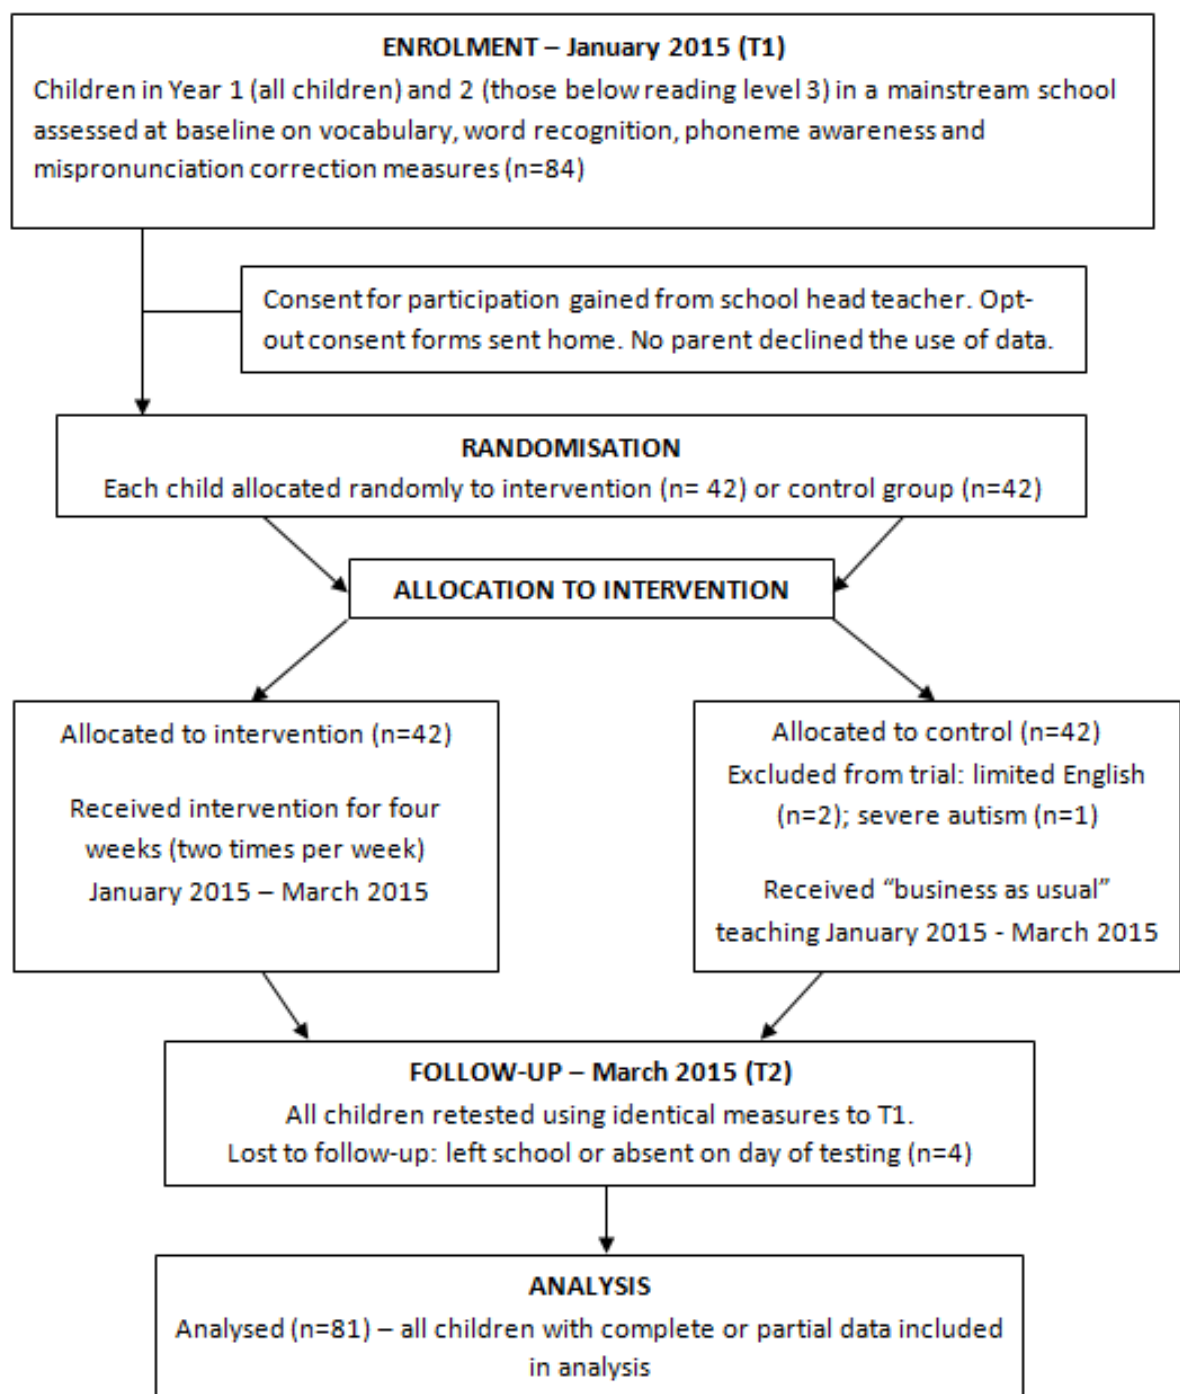 ENROLMENT – January 2015 (T1)
Children in Year 1 (all children) and 2 (those below reading level 3) in a mainstream school
assessed at baseline on vocabulary, word recognition, phoneme awareness and
mispronunciation correction measures (n=84)
Consent for participation gained from school head teacher. Opt-
out consent forms sent home. No parent declined the use of data.
RANDOMISATION
Each child allocated randomly to intervention (n= 42) or control group (n=42)
ALLOCATION TO INTERVENTION
Allocated to intervention (n=42)
Received intervention for four
weeks (two times per week)
January 2015 – March 2015
Allocated to control (n=42)
Excluded from trial: limited English
(n=2); severe autism (n=1)
Received “business as usual”
teaching January 2015 - March 2015
FOLLOW-UP – March 2015 (T2)
All children retested using identical measures to T1.
Lost to follow-up: left school or absent on day of testing (n=4)
ANALYSIS
Analysed (n=81) – all children with complete or partial data included
in analysis